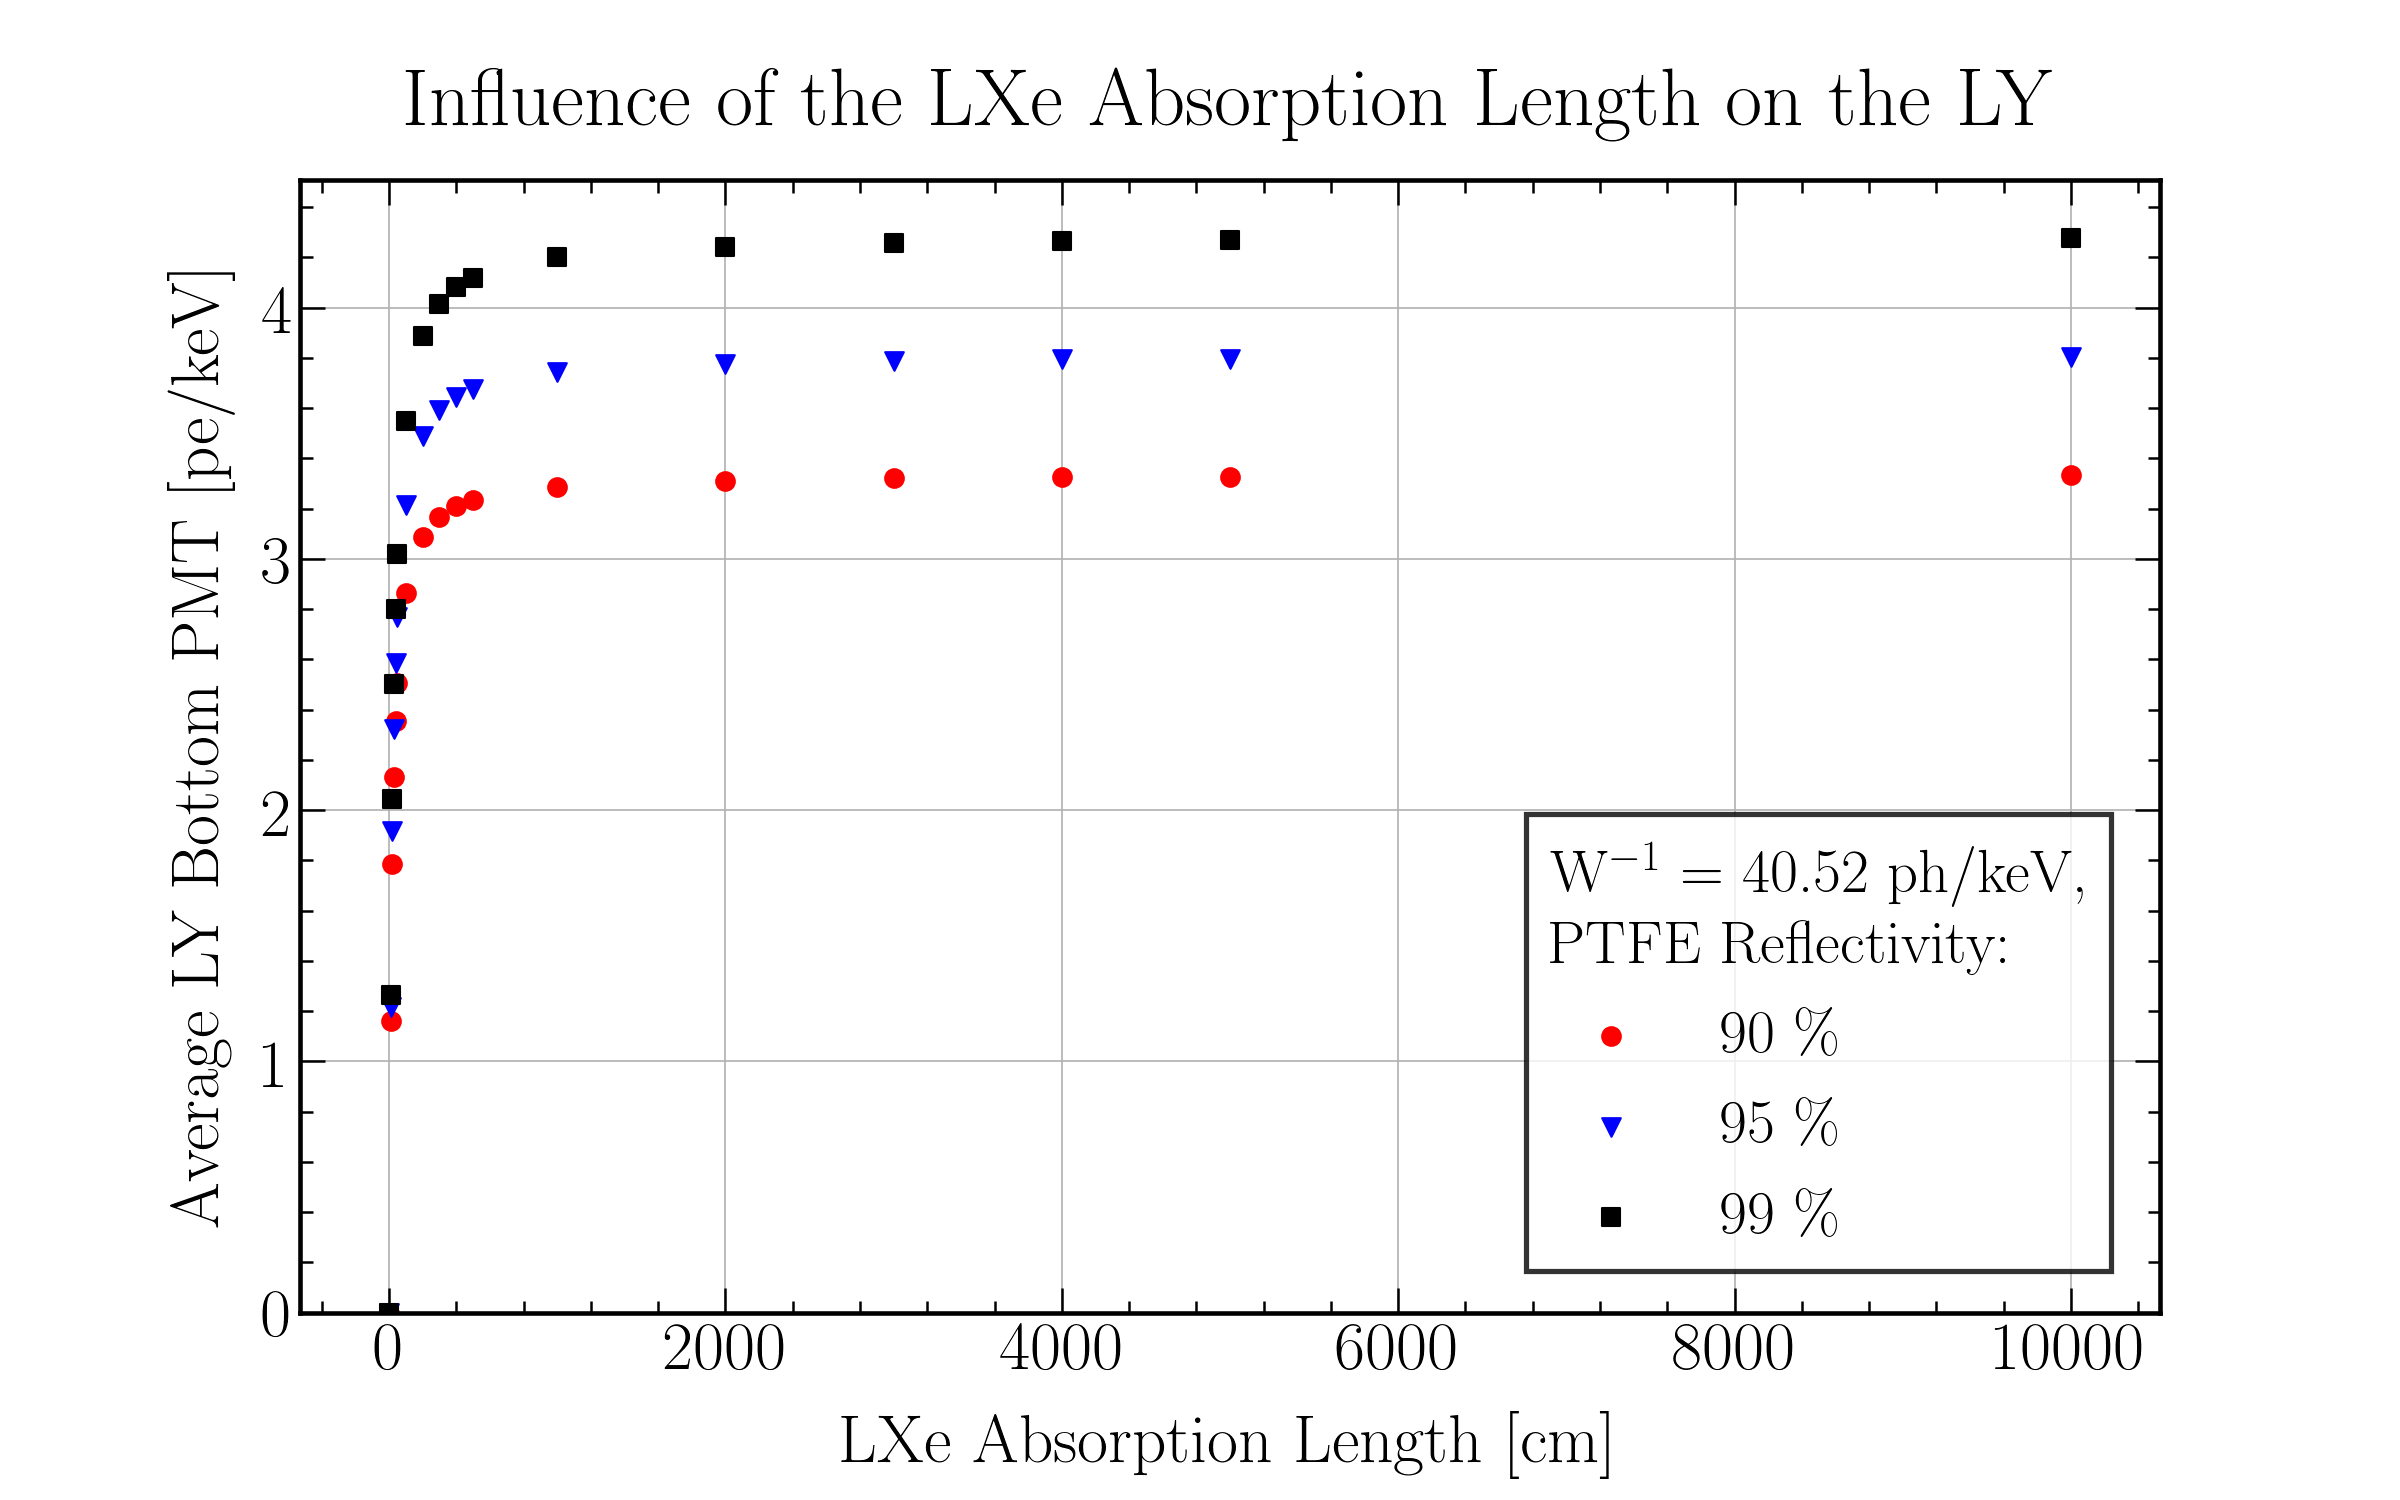 Influence of the LXe Absorption Length on the LY
Average LY Bottom PMT [pe/keV]
4
3
2
1
0
0 2000 4000 6000 8000 10000
LXe Absorption Length [cm]
W⁻¹ = 40.52 ph/keV,
PTFE Reflectivity:
90 %
95 %
99 %